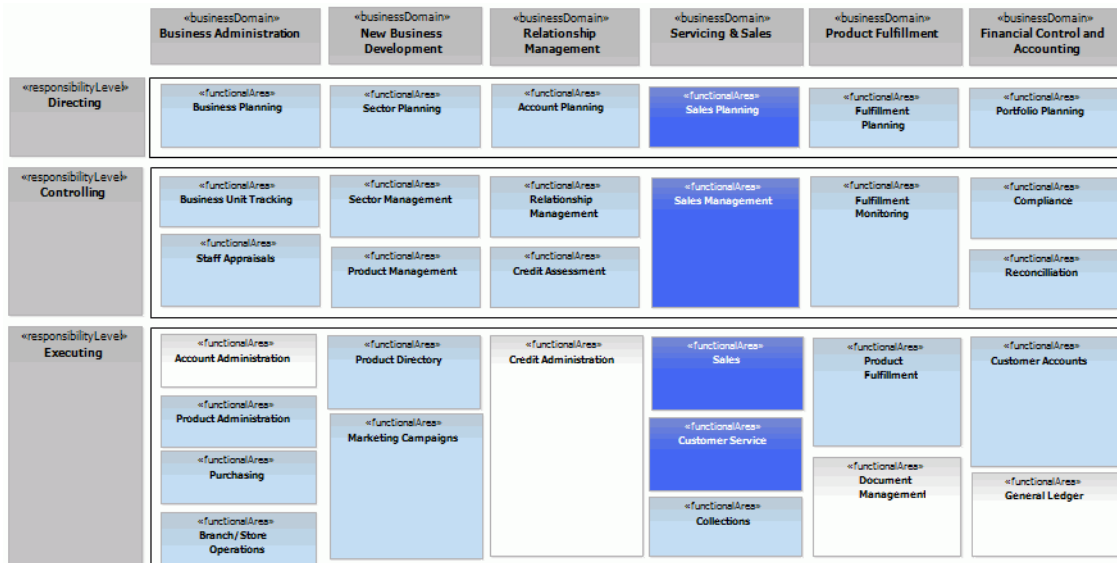 «businessDomain»
Business Administration
«businessDomain»
New Business
Development
«businessDomain»
Relationship
Management
«businessDomain»
Servicing & Sales
«businessDomain»
Product Fulfillment
«businessDomain»
Financial Control and
Accounting
«responsibilityLevel»
Directing
«functionalArea»
Business Planning
«functionalArea»
Sector Planning
«functionalArea»
Account Planning
«functionalArea»
Sales Planning
«functionalArea»
Fulfillment
Planning
«functionalArea»
Portfolio Planning
«responsibilityLevel»
Controlling
«functionalArea»
Business Unit Tracking
«functionalArea»
Staff Appraisals
«functionalArea»
Sector Management
«functionalArea»
Product Management
«functionalArea»
Relationship
Management
«functionalArea»
Credit Assessment
«functionalArea»
Sales Management
«functionalArea»
Fulfillment
Monitoring
«functionalArea»
Compliance
«functionalArea»
Reconcilliation
«responsibilityLevel»
Executing
«functionalArea»
Account Administration
«functionalArea»
Product Administration
«functionalArea»
Purchasing
«functionalArea»
Branch/Store
Operations
«functionalArea»
Product Directory
«functionalArea»
Marketing Campaigns
«functionalArea»
Credit Administration
«functionalArea»
Sales
«functionalArea»
Customer Service
«functionalArea»
Collections
«functionalArea»
Product
Fulfillment
«functionalArea»
Document
Management
«functionalArea»
Customer Accounts
«functionalArea»
General Ledger